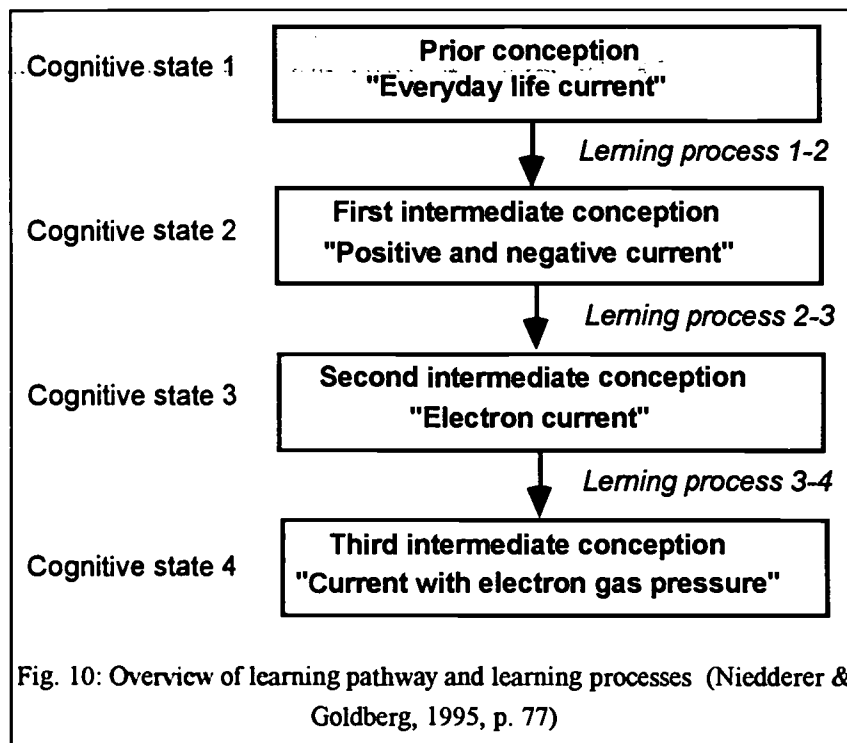 Cognitive state 1
Prior conception
"Everyday life current"
Lerning process 1-2
Cognitive state 2
First intermediate conception
"Positive and negative current"
Lerning process 2-3
Cognitive state 3
Second intermediate conception
"Electron current"
Lerning process 3-4
Cognitive state 4
Third intermediate conception
"Current with electron gas pressure"
Fig. 10: Overview of learning pathway and learning processes (Niedderer &
Goldberg, 1995, p. 77)